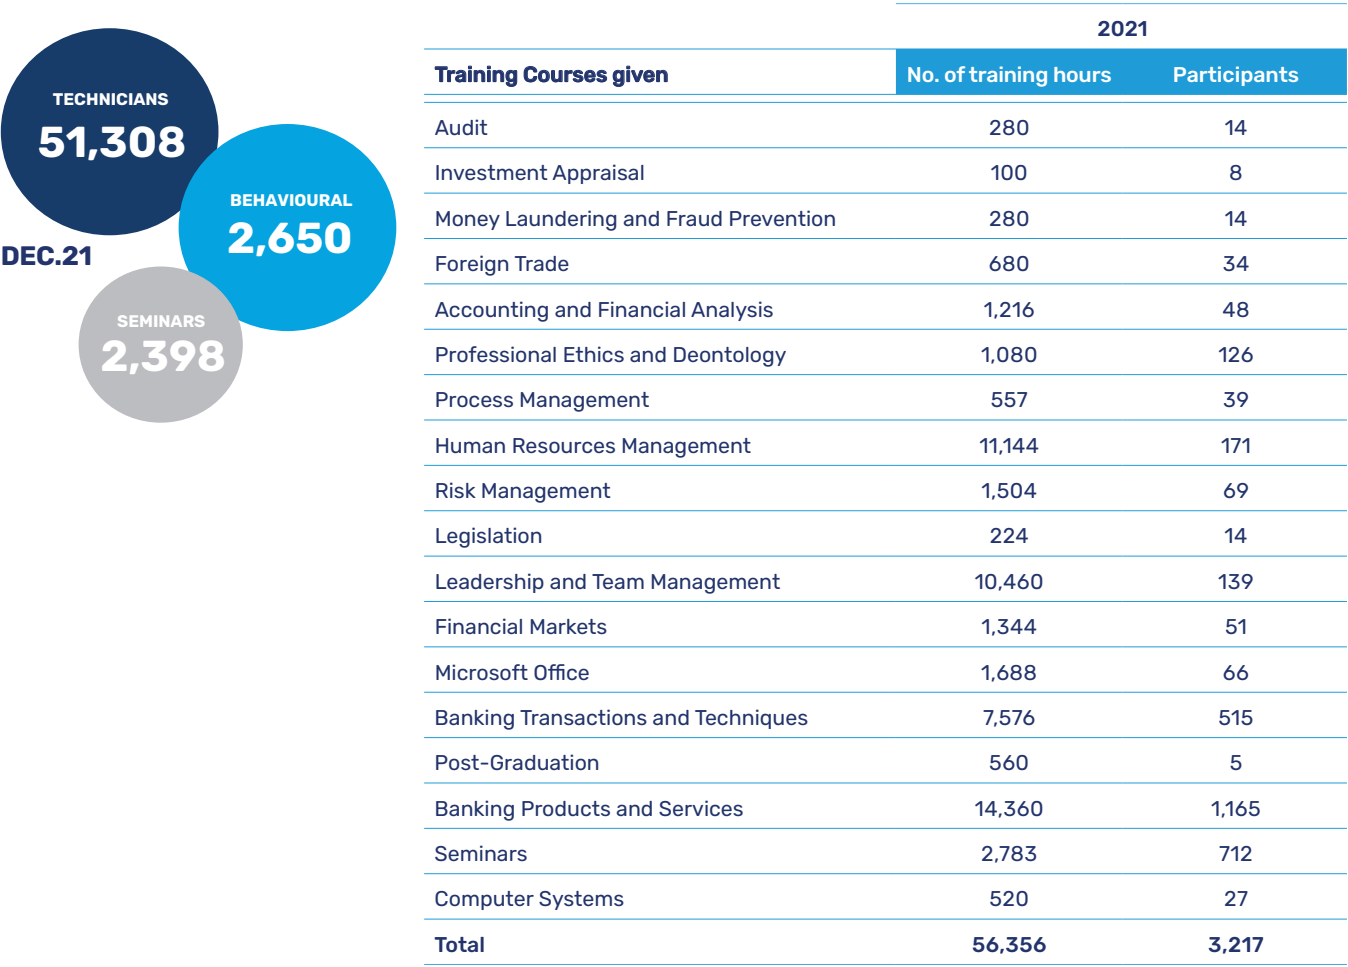 TECHNICIANS
51,308
BEHAVIOURAL
2,650
DEC.21
SEMINARS
2,398
2021
Training Courses given No. of training hours Participants
Audit 280 14
Investment Appraisal 100 8
Money Laundering and Fraud Prevention 280 14
Foreign Trade 680 34
Accounting and Financial Analysis 1,216 48
Professional Ethics and Deontology 1,080 126
Process Management 557 39
Human Resources Management 11,144 171
Risk Management 1,504 69
Legislation 224 14
Leadership and Team Management 10,460 139
Financial Markets 1,344 51
Microsoft Office 1,688 66
Banking Transactions and Techniques 7,576 515
Post-Graduation 560 5
Banking Products and Services 14,360 1,165
Seminars 2,783 712
Computer Systems 520 27
Total 56,356 3,217